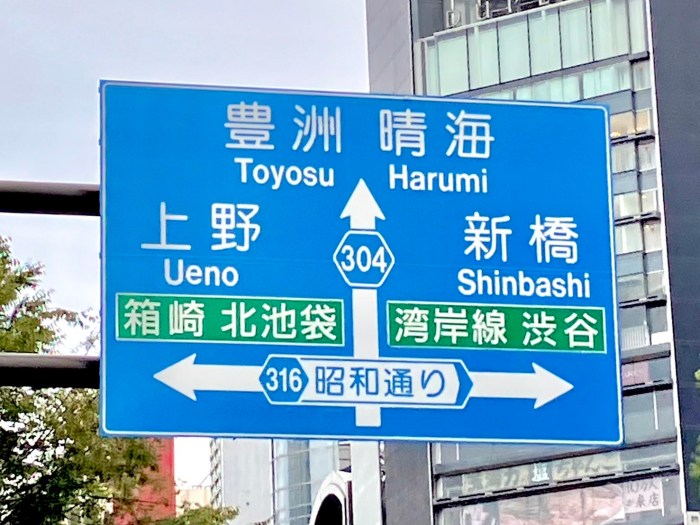 豊洲 晴海
Toyosu Harumi
上野 新橋
Ueno Shinbashi
304
箱崎 北池袋
湾岸線 渋谷
316 昭和通り